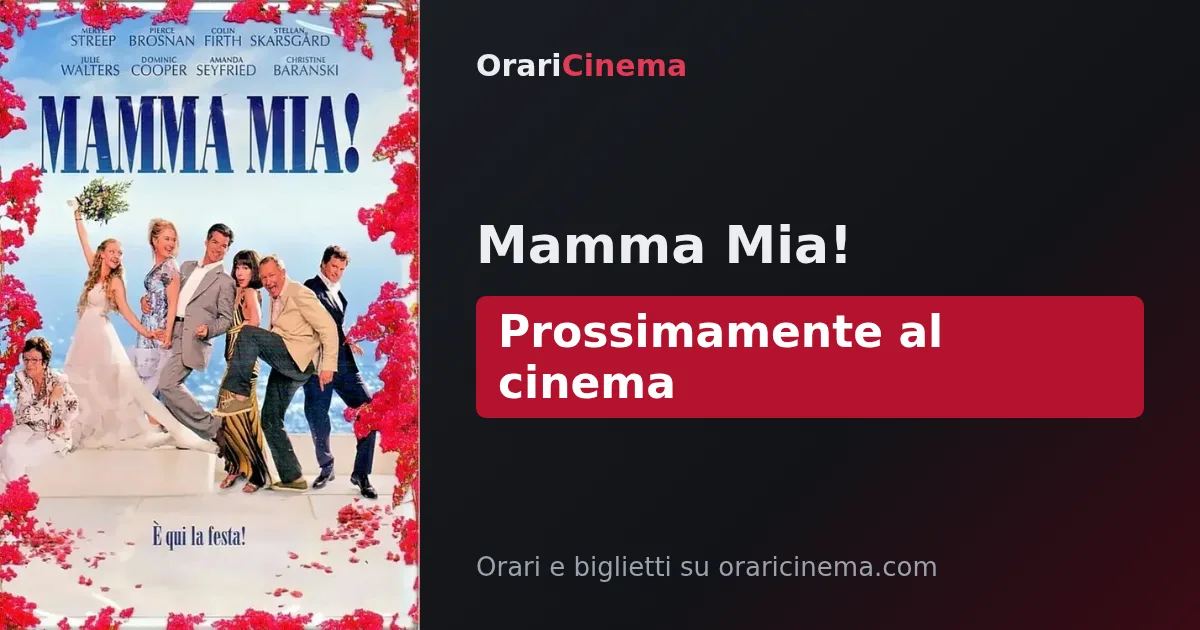 MERYL STREEP PIERCE BROSNAN COLIN FIRTH STELLAN SKARSGÅRD
JULIE WALTERS DOMINIC COOPER AMANDA SEYFRIED CHRISTINE BARANSKI
MAMMA MIA!
È qui la festa!
OrariCinema
Mamma Mia!
Prossimamente al
cinema
Orari e biglietti su oraricinema.com